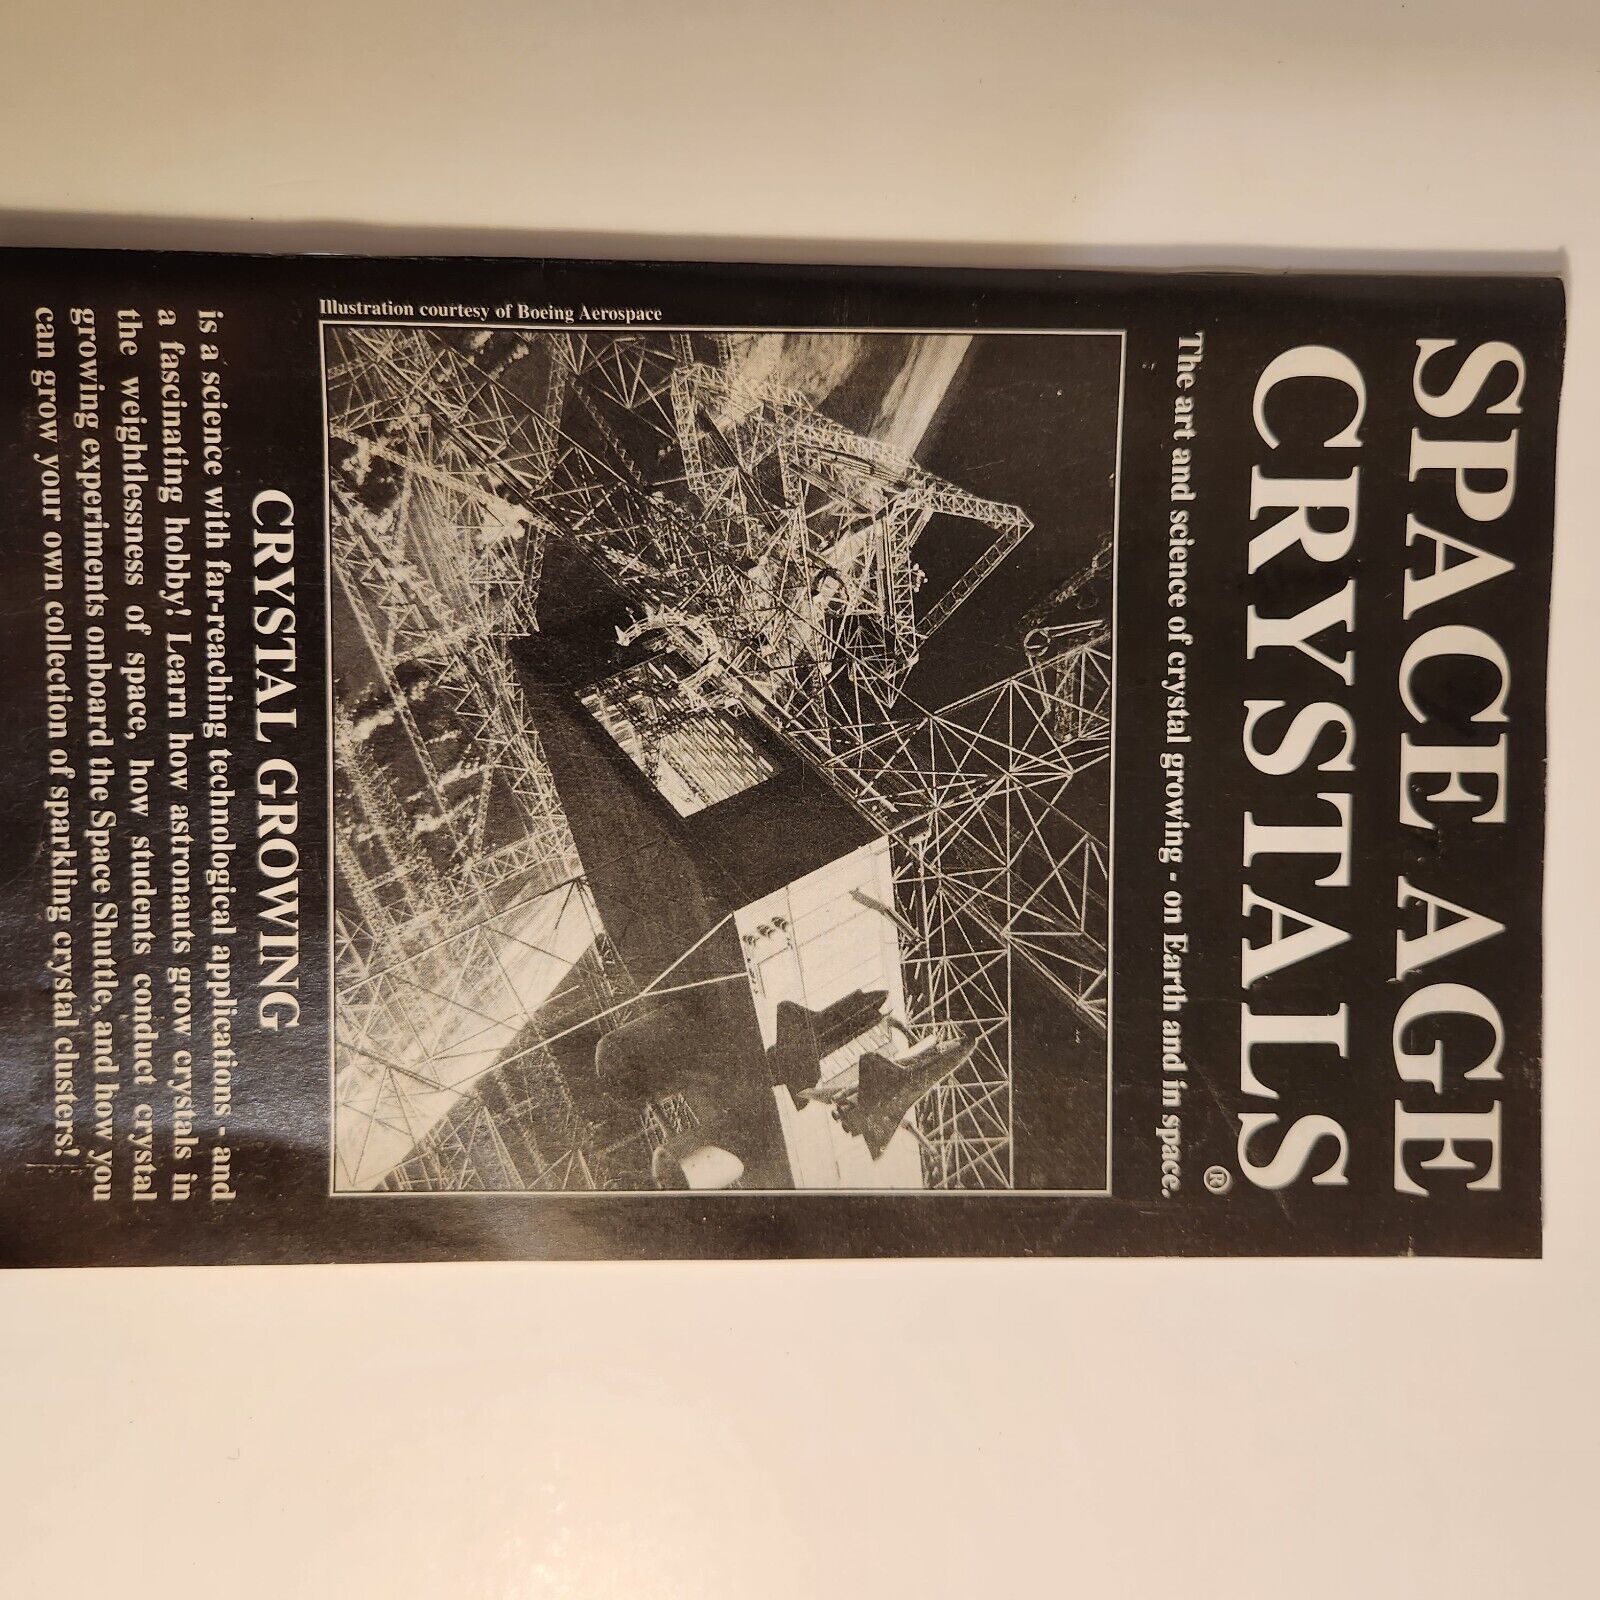 SPACE AGE
CRYSTALS®
The art and science of crystal growing - on Earth and in space.
Illustration courtesy of Boeing Aerospace
CRYSTAL GROWING
is a science with far-reaching technological applications - and
a fascinating hobby! Learn how astronauts grow crystals in
the weightlessness of space, how students conduct crystal
growing experiments onboard the Space Shuttle, and how you
can grow your own collection of sparkling crystal clusters!